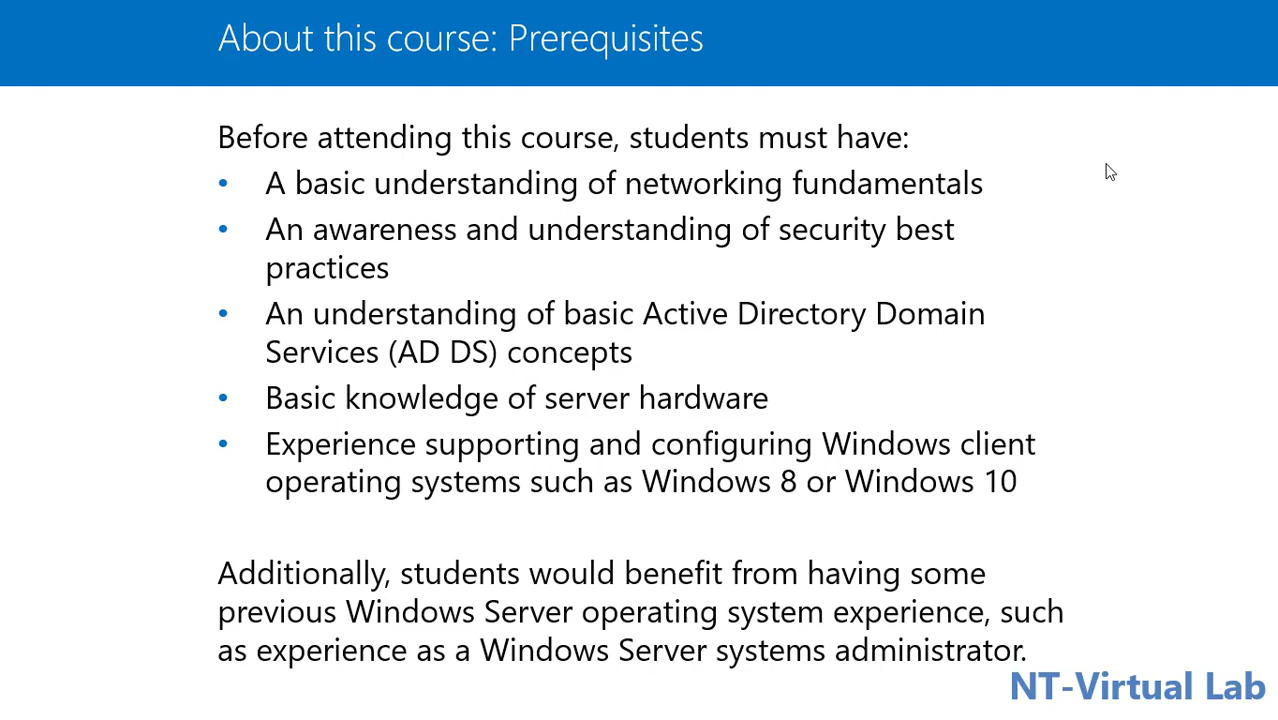 About this course: Prerequisites
Before attending this course, students must have:
• A basic understanding of networking fundamentals
• An awareness and understanding of security best
practices
• An understanding of basic Active Directory Domain
Services (AD DS) concepts
• Basic knowledge of server hardware
• Experience supporting and configuring Windows client
operating systems such as Windows 8 or Windows 10
Additionally, students would benefit from having some
previous Windows Server operating system experience, such
as experience as a Windows Server systems administrator.
NT-Virtual Lab